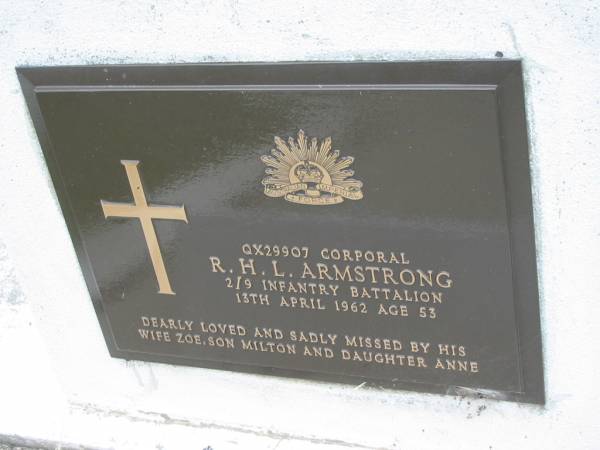 QX29907 CORPORAL
R. H. L. ARMSTRONG
2/9 INFANTRY BATTALION
13TH APRIL 1962 AGE 53
DEARLY LOVED AND SADLY MISSED BY HIS
WIFE ZOE, SON MILTON AND DAUGHTER ANNE